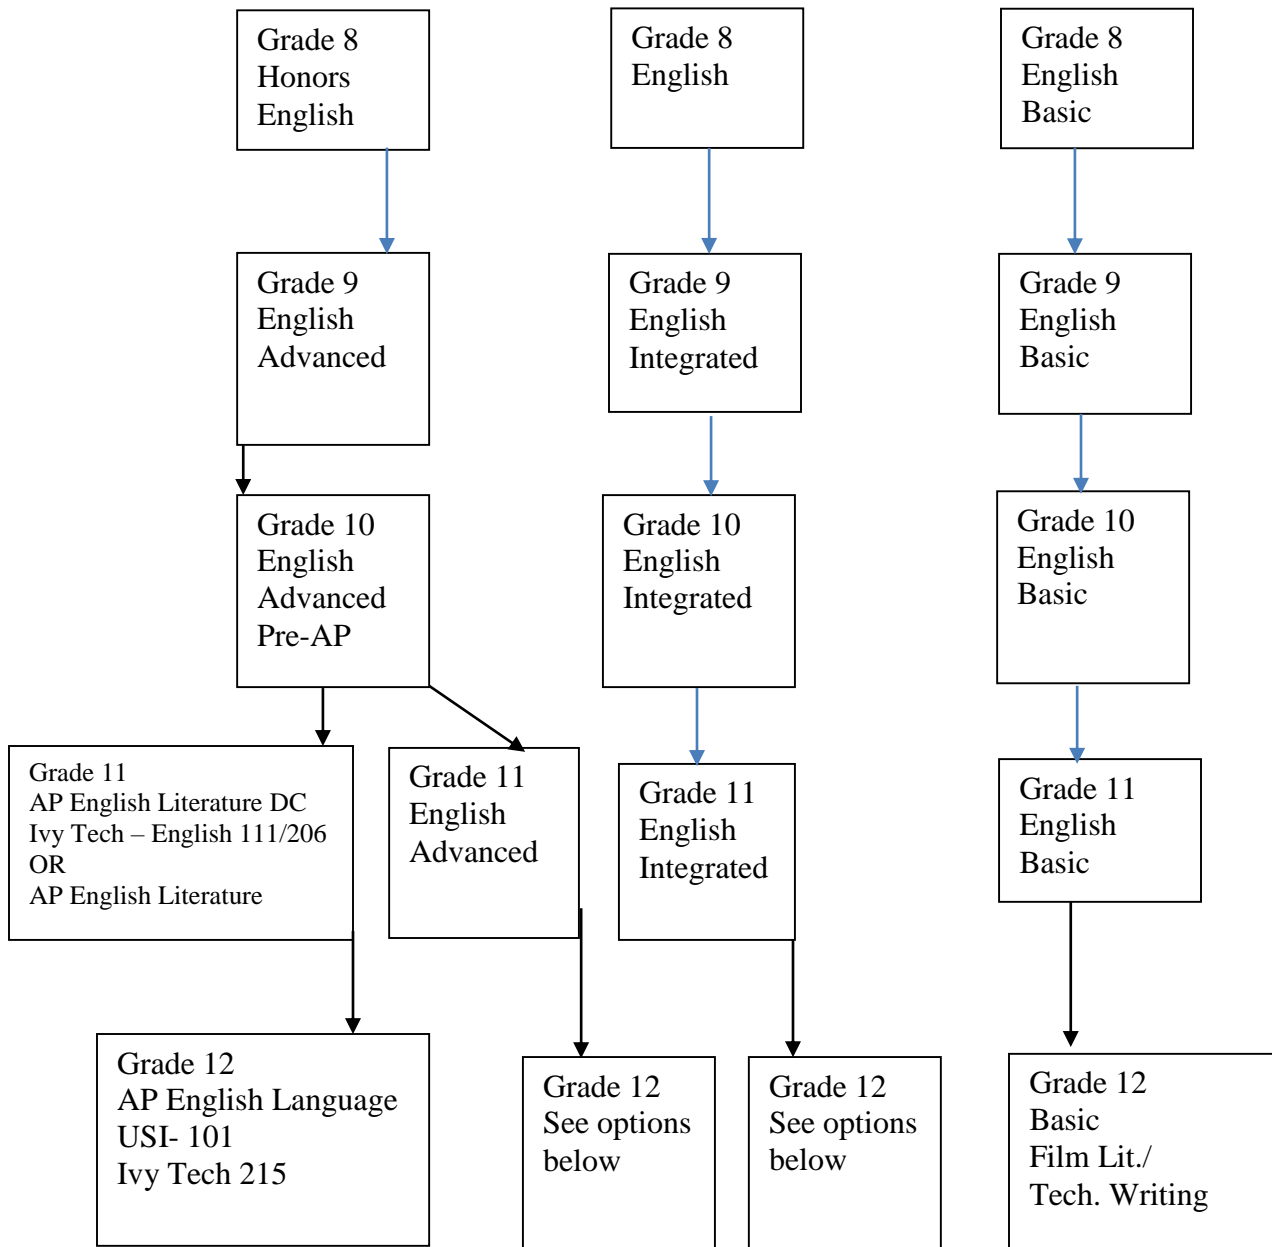 Grade 8
Honors
English
Grade 8
English
Grade 8
English
Basic
Grade 9
English
Advanced
Grade 9
English
Integrated
Grade 9
English
Basic
Grade 10
English
Advanced
Pre-AP
Grade 10
English
Integrated
Grade 10
English
Basic
Grade 11
AP English Literature DC
Ivy Tech – English 111/206
OR
AP English Literature
Grade 11
English
Advanced
Grade 11
English
Integrated
Grade 11
English
Basic
Grade 12
AP English Language
USI- 101
Ivy Tech 215
Grade 12
See options
below
Grade 12
See options
below
Grade 12
Basic
Film Lit./
Tech. Writing